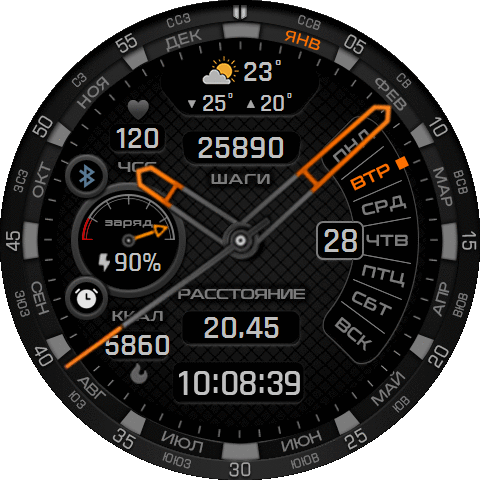 ССЗ
ССВ
55
ДЕК
ЯНВ
05
НОЯ
ФЕВ
СЗ
СВ
50
10
ОКТ
МАР
ЗСЗ
ВСВ
45
15
СЕН
АПР
ЗЮЗ
ВЮВ
40
20
АВГ
МАЙ
ЮЗ
ЮВ
35
ИЮЛ
ИЮН
25
ЮЮЗ
30
ЮЮВ
23°
▼25° ▲20°
120
ЧСС
25890
ШАГИ
ПНД
ВТР
СРД
28 ЧТВ
ПТЦ
СБТ
ВСК
заряд
90%
РАССТОЯНИЕ
20.45
ККАЛ
5860
10:08:39